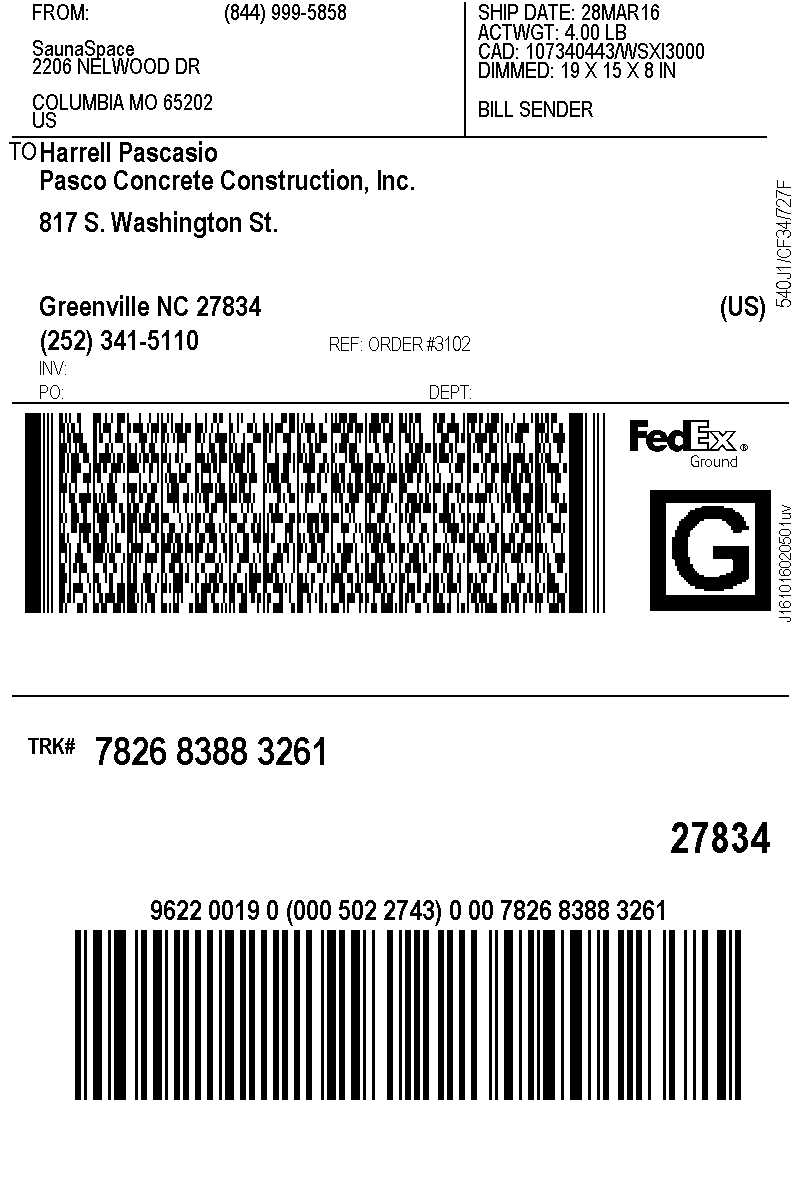 FROM: (844) 999-5858
SaunaSpace
2206 NELWOOD DR
COLUMBIA MO 65202
US
SHIP DATE: 28MAR16
ACTWGT: 4.00 LB
CAD: 107340443/WSXI3000
DIMMED: 19 X 15 X 8 IN
BILL SENDER
TO Harrell Pascasio
Pasco Concrete Construction, Inc.
817 S. Washington St.
Greenville NC 27834 (US)
(252) 341-5110 REF: ORDER #3102
INV:
PO: DEPT:
540J1/CF34/727F
FedEx®
Ground
G
J161016020501uv
TRK# 7826 8388 3261
27834
9622 0019 0 (000 502 2743) 0 00 7826 8388 3261